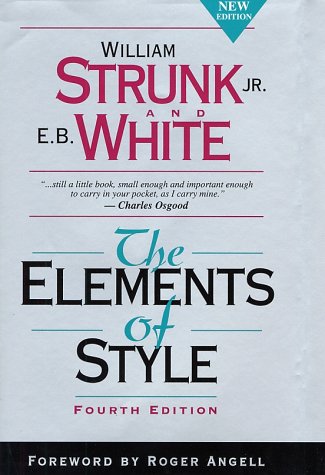 NEW
EDITION
WILLIAM
STRUNK JR.
AND
E.B. WHITE
“...still a little book, small enough and important enough
to carry in your pocket, as I carry mine.”
— Charles Osgood
The
ELEMENTS
of
STYLE
FOURTH EDITION
FOREWORD BY ROGER ANGELL